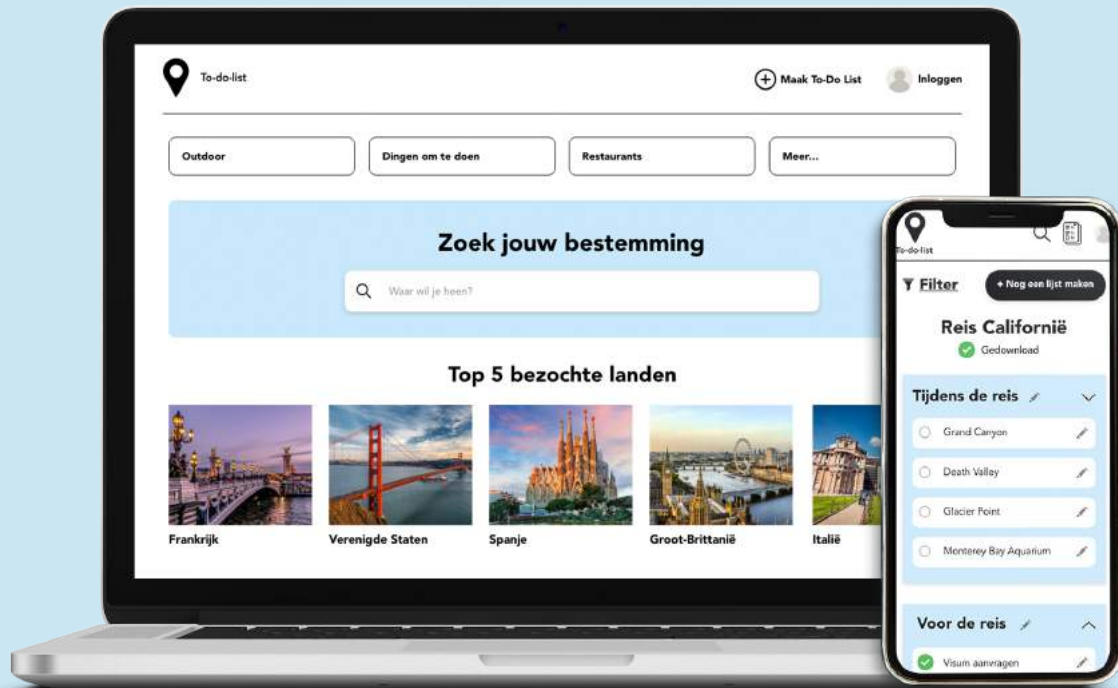 To-do-list
Maak To-Do List
Inloggen
Outdoor
Dingen om te doen
Restaurants
Meer...
Zoek jouw bestemming
Waar wil je heen?
Top 5 bezochte landen
Frankrijk
Verenigde Staten
Spanje
Groot-Brittanië
Italië
To-do-list
Filter
+ Nog een lijst maken
Reis Californië
Gedownload
Tijdens de reis
Grand Canyon
Death Valley
Glacier Point
Monterey Bay Aquarium
Voor de reis
Visum aanvragen